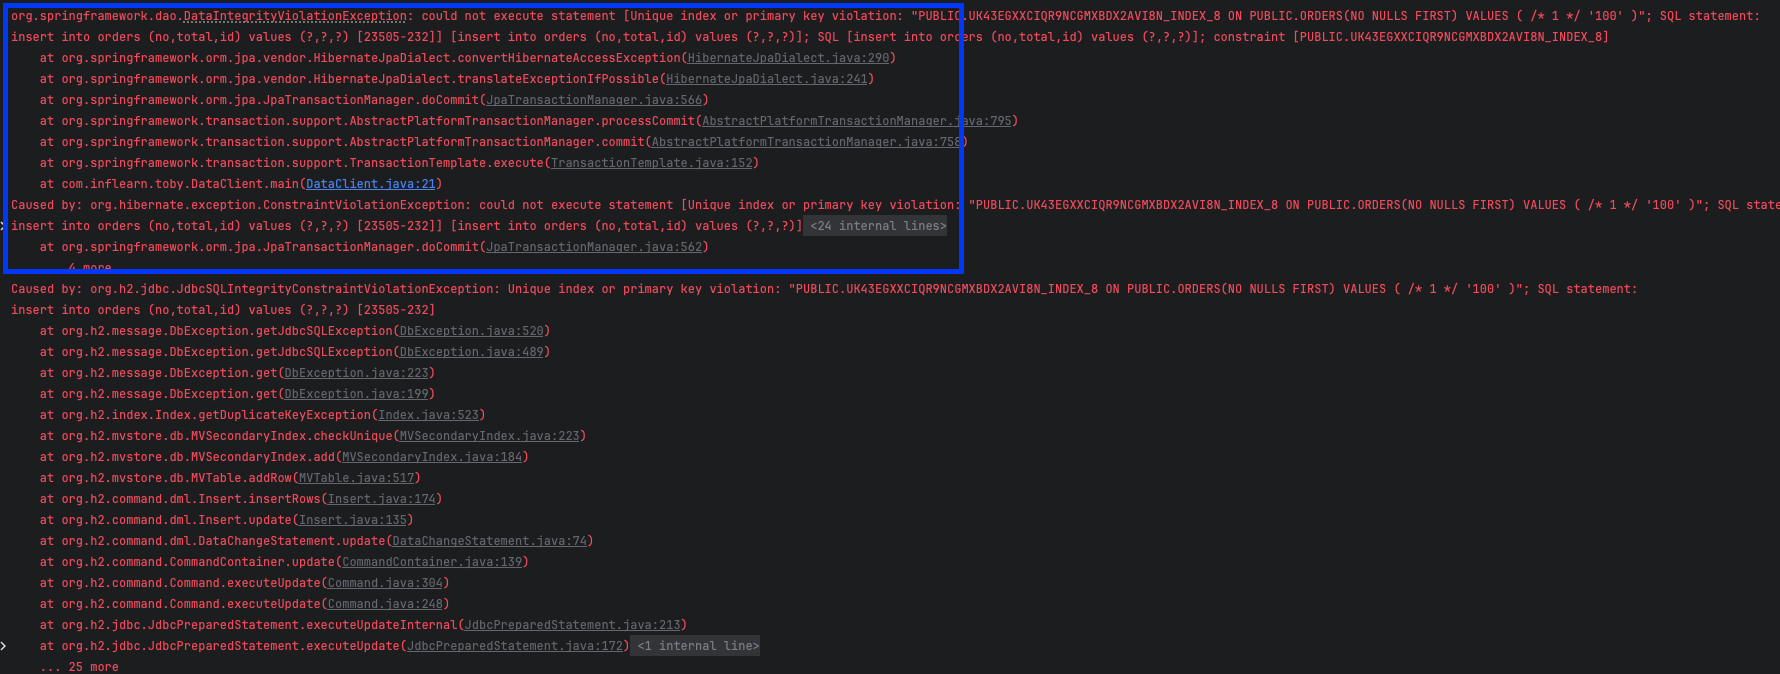 org.springframework.dao.DataIntegrityViolationException: could not execute statement [Unique index or primary key violation: "PUBLIC.UK43EGXXCIQR9NCGMXBDX2AVI8N_INDEX_8 ON PUBLIC.ORDERS(NO NULLS FIRST) VALUES ( /* 1 */ '100' )"; SQL statement:
insert into orders (no,total,id) values (?,?,?) [23505-232]] [insert into orders (no,total,id) values (?,?,?)]; SQL [insert into orders (no,total,id) values (?,?,?)]; constraint [PUBLIC.UK43EGXXCIQR9NCGMXBDX2AVI8N_INDEX_8]
at org.springframework.orm.jpa.vendor.HibernateJpaDialect.convertHibernateAccessException(HibernateJpaDialect.java:290)
at org.springframework.orm.jpa.vendor.HibernateJpaDialect.translateExceptionIfPossible(HibernateJpaDialect.java:241)
at org.springframework.orm.jpa.JpaTransactionManager.doCommit(JpaTransactionManager.java:566)
at org.springframework.transaction.support.AbstractPlatformTransactionManager.processCommit(AbstractPlatformTransactionManager.java:795)
at org.springframework.transaction.support.AbstractPlatformTransactionManager.commit(AbstractPlatformTransactionManager.java:758)
at org.springframework.transaction.support.TransactionTemplate.execute(TransactionTemplate.java:152)
at com.inflearn.toby.DataClient.main(DataClient.java:21)
Caused by: org.hibernate.exception.ConstraintViolationException: could not execute statement [Unique index or primary key violation: "PUBLIC.UK43EGXXCIQR9NCGMXBDX2AVI8N_INDEX_8 ON PUBLIC.ORDERS(NO NULLS FIRST) VALUES ( /* 1 */ '100' )"; SQL state
insert into orders (no,total,id) values (?,?,?) [23505-232]] [insert into orders (no,total,id) values (?,?,?)] <24 internal lines>
at org.springframework.orm.jpa.JpaTransactionManager.doCommit(JpaTransactionManager.java:562)
... 4 more
Caused by: org.h2.jdbc.JdbcSQLIntegrityConstraintViolationException: Unique index or primary key violation: "PUBLIC.UK43EGXXCIQR9NCGMXBDX2AVI8N_INDEX_8 ON PUBLIC.ORDERS(NO NULLS FIRST) VALUES ( /* 1 */ '100' )"; SQL statement:
insert into orders (no,total,id) values (?,?,?) [23505-232]
at org.h2.message.DbException.getJdbcSQLException(DbException.java:520)
at org.h2.message.DbException.getJdbcSQLException(DbException.java:489)
at org.h2.message.DbException.get(DbException.java:223)
at org.h2.message.DbException.get(DbException.java:199)
at org.h2.index.Index.getDuplicateKeyException(Index.java:523)
at org.h2.mvstore.db.MVSecondaryIndex.checkUnique(MVSecondaryIndex.java:223)
at org.h2.mvstore.db.MVSecondaryIndex.add(MVSecondaryIndex.java:184)
at org.h2.mvstore.db.MVTable.addRow(MVTable.java:517)
at org.h2.command.dml.Insert.insertRows(Insert.java:174)
at org.h2.command.dml.Insert.update(Insert.java:135)
at org.h2.command.dml.DataChangeStatement.update(DataChangeStatement.java:74)
at org.h2.command.CommandContainer.update(CommandContainer.java:139)
at org.h2.command.Command.executeUpdate(Command.java:304)
at org.h2.command.Command.executeUpdate(Command.java:248)
at org.h2.jdbc.JdbcPreparedStatement.executeUpdateInternal(JdbcPreparedStatement.java:213)
at org.h2.jdbc.JdbcPreparedStatement.executeUpdate(JdbcPreparedStatement.java:172) <1 internal line>
... 25 more